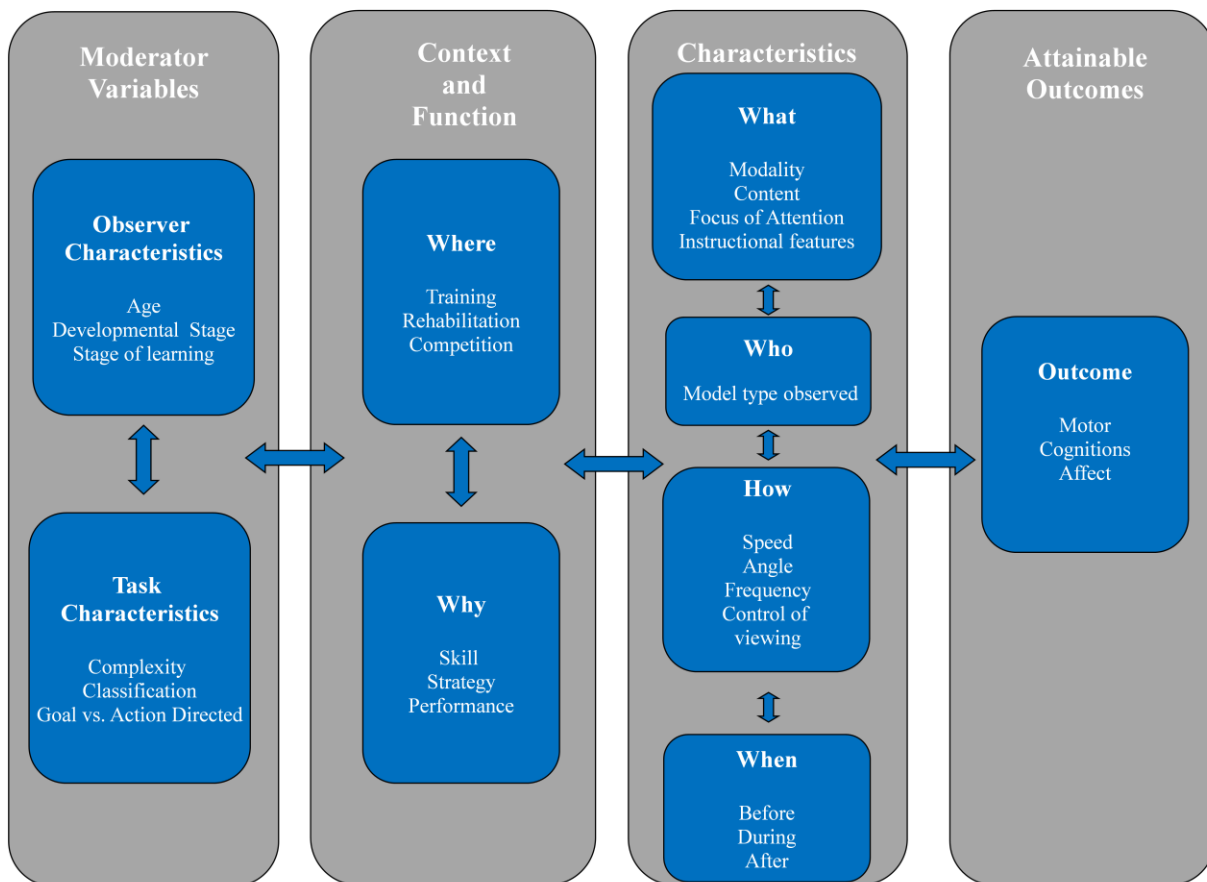 Moderator
Variables
Observer
Characteristics
Age
Developmental Stage
Stage of learning
Task
Characteristics
Complexity
Classification
Goal vs. Action Directed
Context
and
Function
Where
Training
Rehabilitation
Competition
Why
Skill
Strategy
Performance
Characteristics
What
Modality
Content
Focus of Attention
Instructional features
Who
Model type observed
How
Speed
Angle
Frequency
Control of
viewing
When
Before
During
After
Attainable
Outcomes
Outcome
Motor
Cognitions
Affect